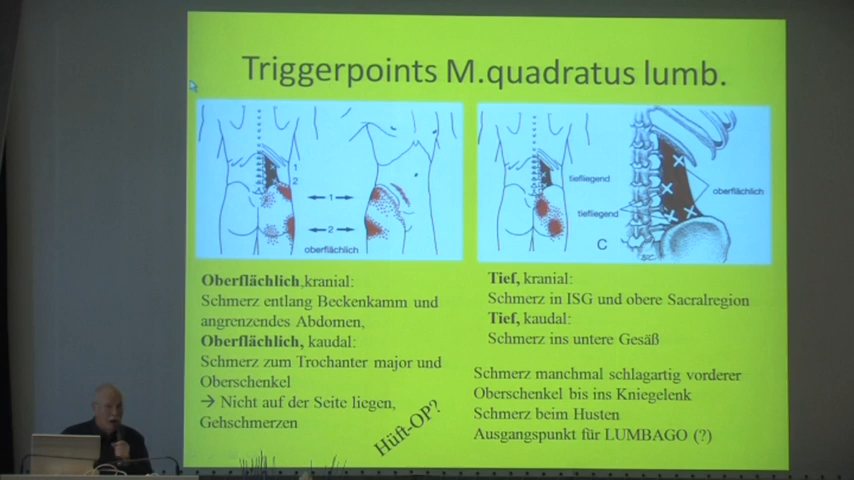 Triggerpoints M.quadratus lumb.
1
2
1
2
oberflächlich
tiefliegend
tiefliegend
oberflächlich
C
Oberflächlich,kranial:
Schmerz entlang Beckenkamm und
angrenzendes Abdomen,
Oberflächlich, kaudal:
Schmerz zum Trochanter major und
Oberschenkel
→ Nicht auf der Seite liegen,
Gehschmerzen
Hüft-OP?
Tief, kranial:
Schmerz in ISG und obere Sacralregion
Tief, kaudal:
Schmerz ins untere Gesäß
Schmerz manchmal schlagartig vorderer
Oberschenkel bis ins Kniegelenk
Schmerz beim Husten
Ausgangspunkt für LUMBAGO (?)